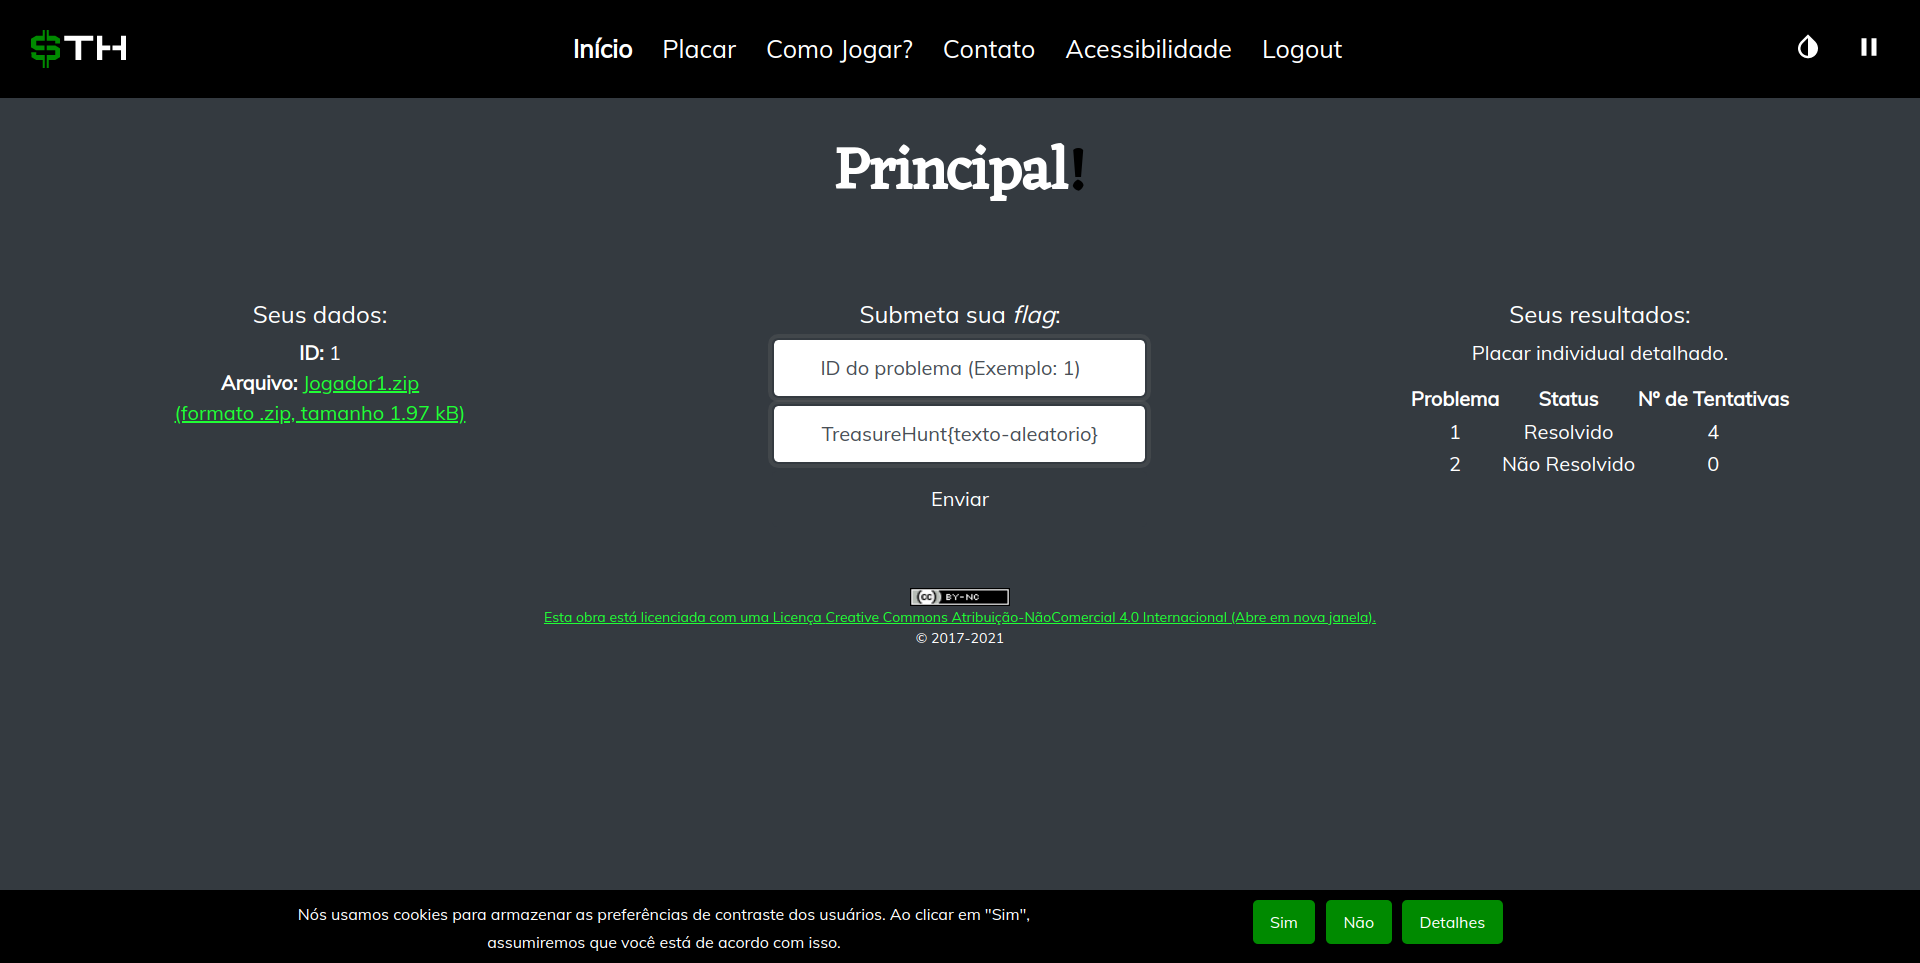 $TH
Início Placar Como Jogar? Contato Acessibilidade Logout
Principal!
Seus dados:
ID: 1
Arquivo: Jogador1.zip
(formato .zip, tamanho 1.97 kB)
Submeta sua flag:
ID do problema (Exemplo: 1)
TreasureHunt{texto-aleatorio}
Enviar
Seus resultados:
Placar individual detalhado.
Problema Status Nº de Tentativas
1 Resolvido 4
2 Não Resolvido 0
cc BY-NC
Esta obra está licenciada com uma Licença Creative Commons Atribuição-NãoComercial 4.0 Internacional (Abre em nova janela).
© 2017-2021
Nós usamos cookies para armazenar as preferências de contraste dos usuários. Ao clicar em "Sim",
assumiremos que você está de acordo com isso.
Sim Não Detalhes